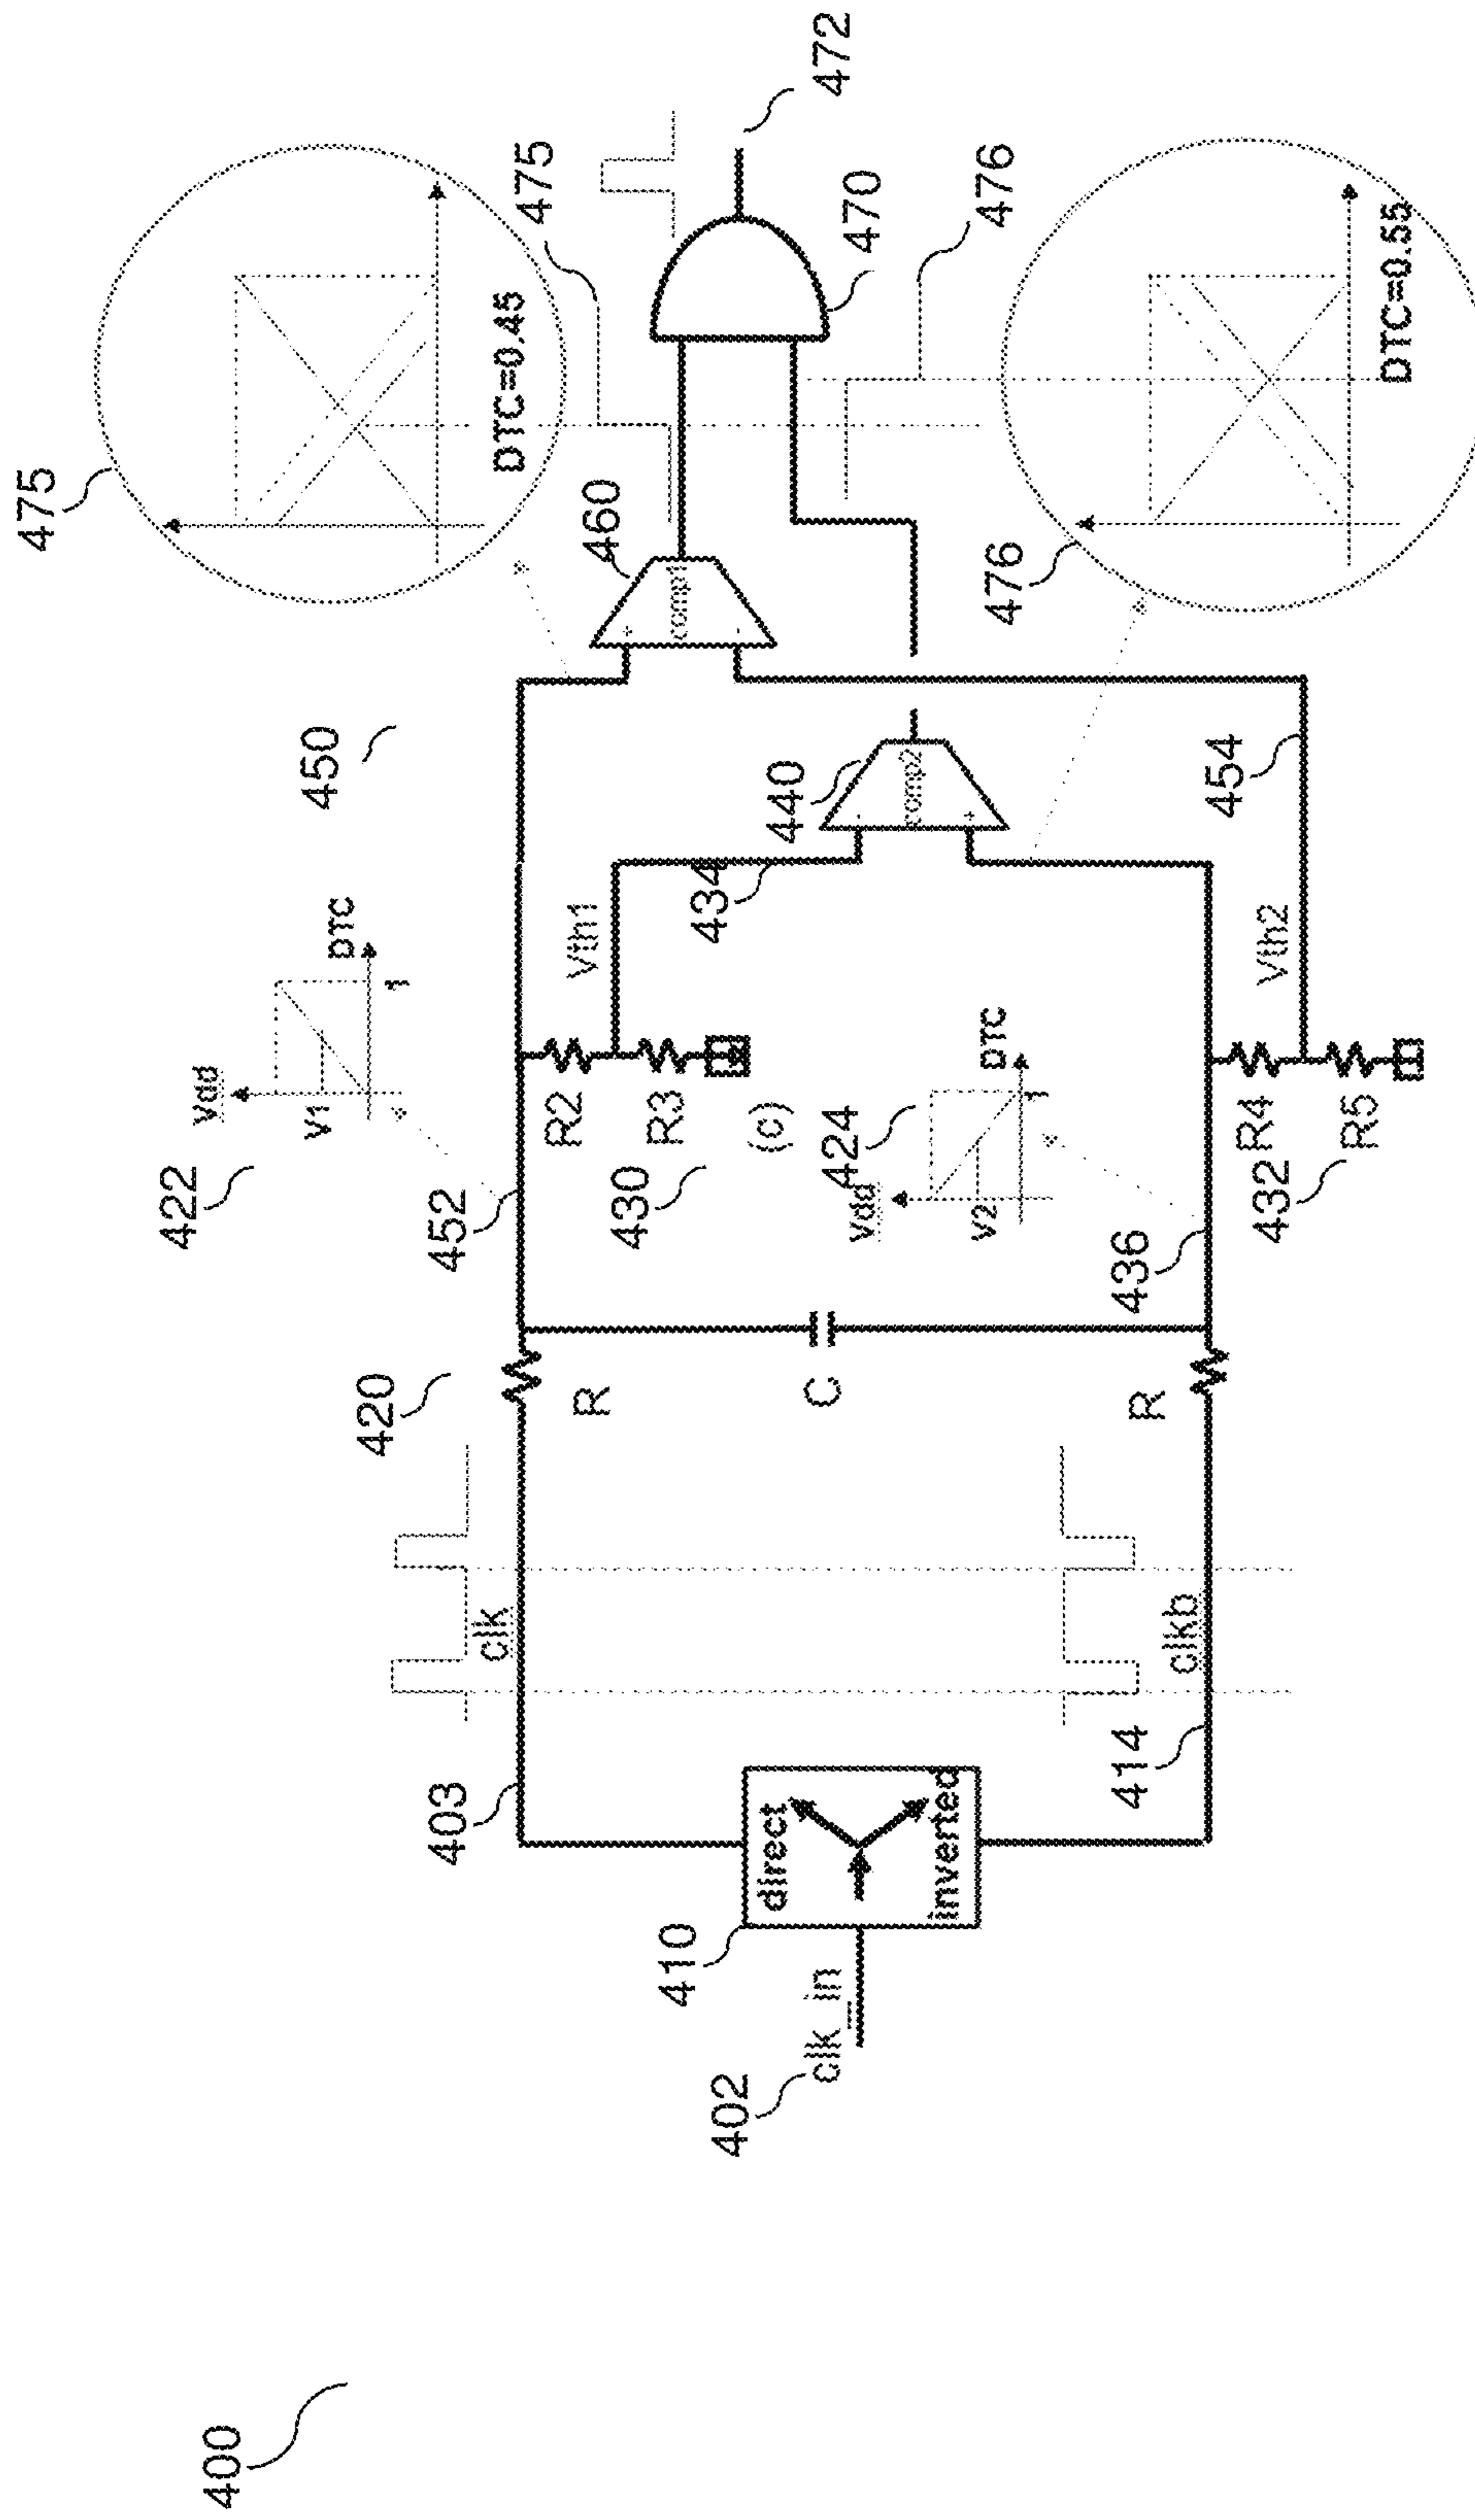 400
402
clk_in
410
direct
inverted
403
clk
414
clkb
420
R
C
R
422
Vdd
V1
DTC
1
452
R2
R3
430
(c)
Vth1
434
424
Vdd
V2
DTC
1
436
R4
R5
432
Vth2
454
450
440
comp2
-
+
460
comp1
+
-
475
DTC=0.45
475
470
472
476
476
DTC=0.55